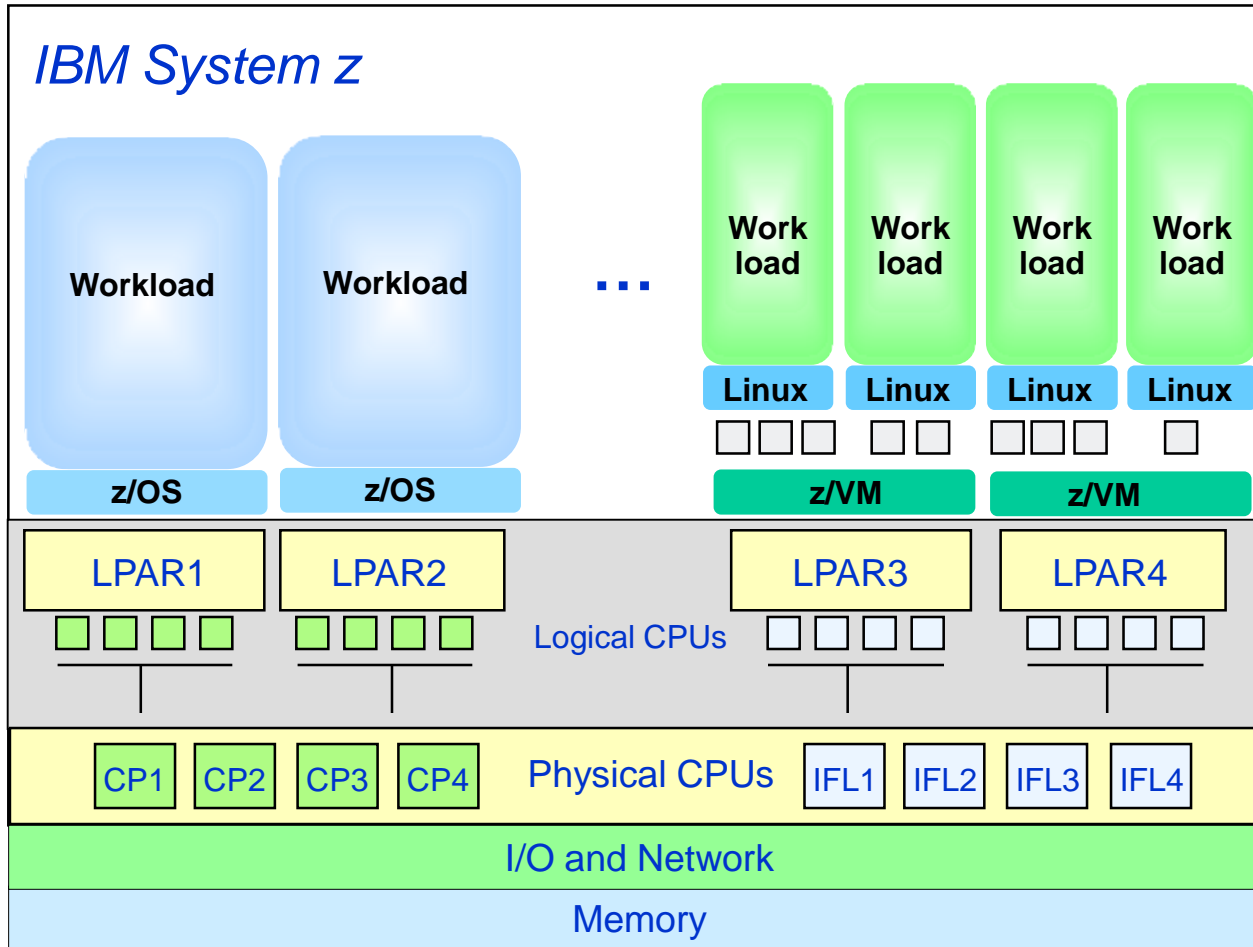 IBM System z
Workload
Workload
...
Work
load
Work
load
Work
load
Work
load
Linux
Linux
Linux
Linux
z/OS
z/OS
z/VM
z/VM
LPAR1
LPAR2
LPAR3
LPAR4
Logical CPUs
CP1
CP2
CP3
CP4
Physical CPUs
IFL1
IFL2
IFL3
IFL4
I/O and Network
Memory